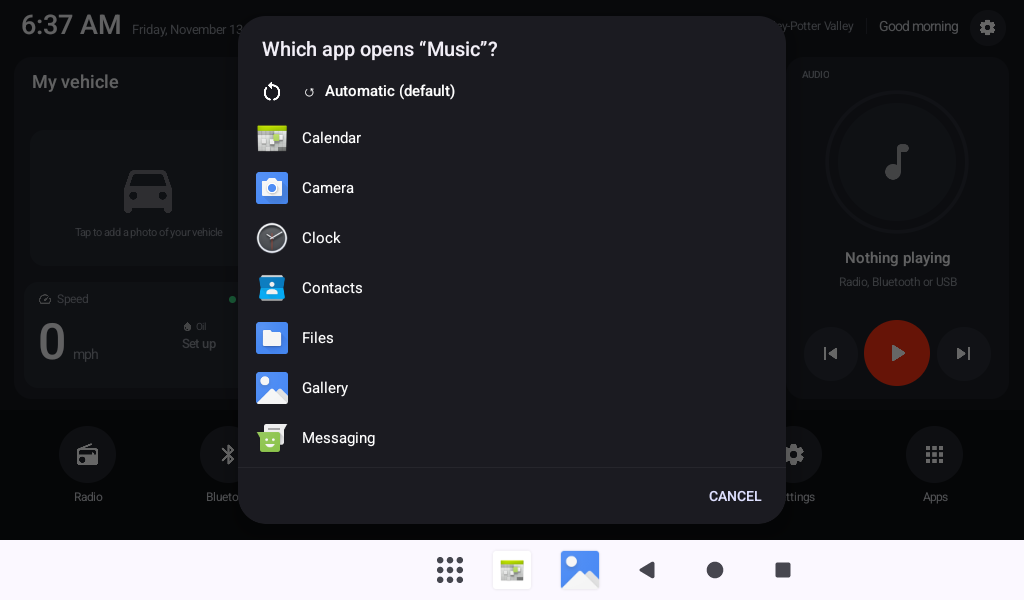 6:37 AM
Friday, November 13
y-Potter Valley
Good morning
My vehicle
Tap to add a photo of your vehicle
Speed
0 mph
Oil
Set up
Which app opens “Music”?
Automatic (default)
Calendar
Camera
Clock
Contacts
Files
Gallery
Messaging
CANCEL
AUDIO
Nothing playing
Radio, Bluetooth or USB
Radio
Blueto
ttings
Apps